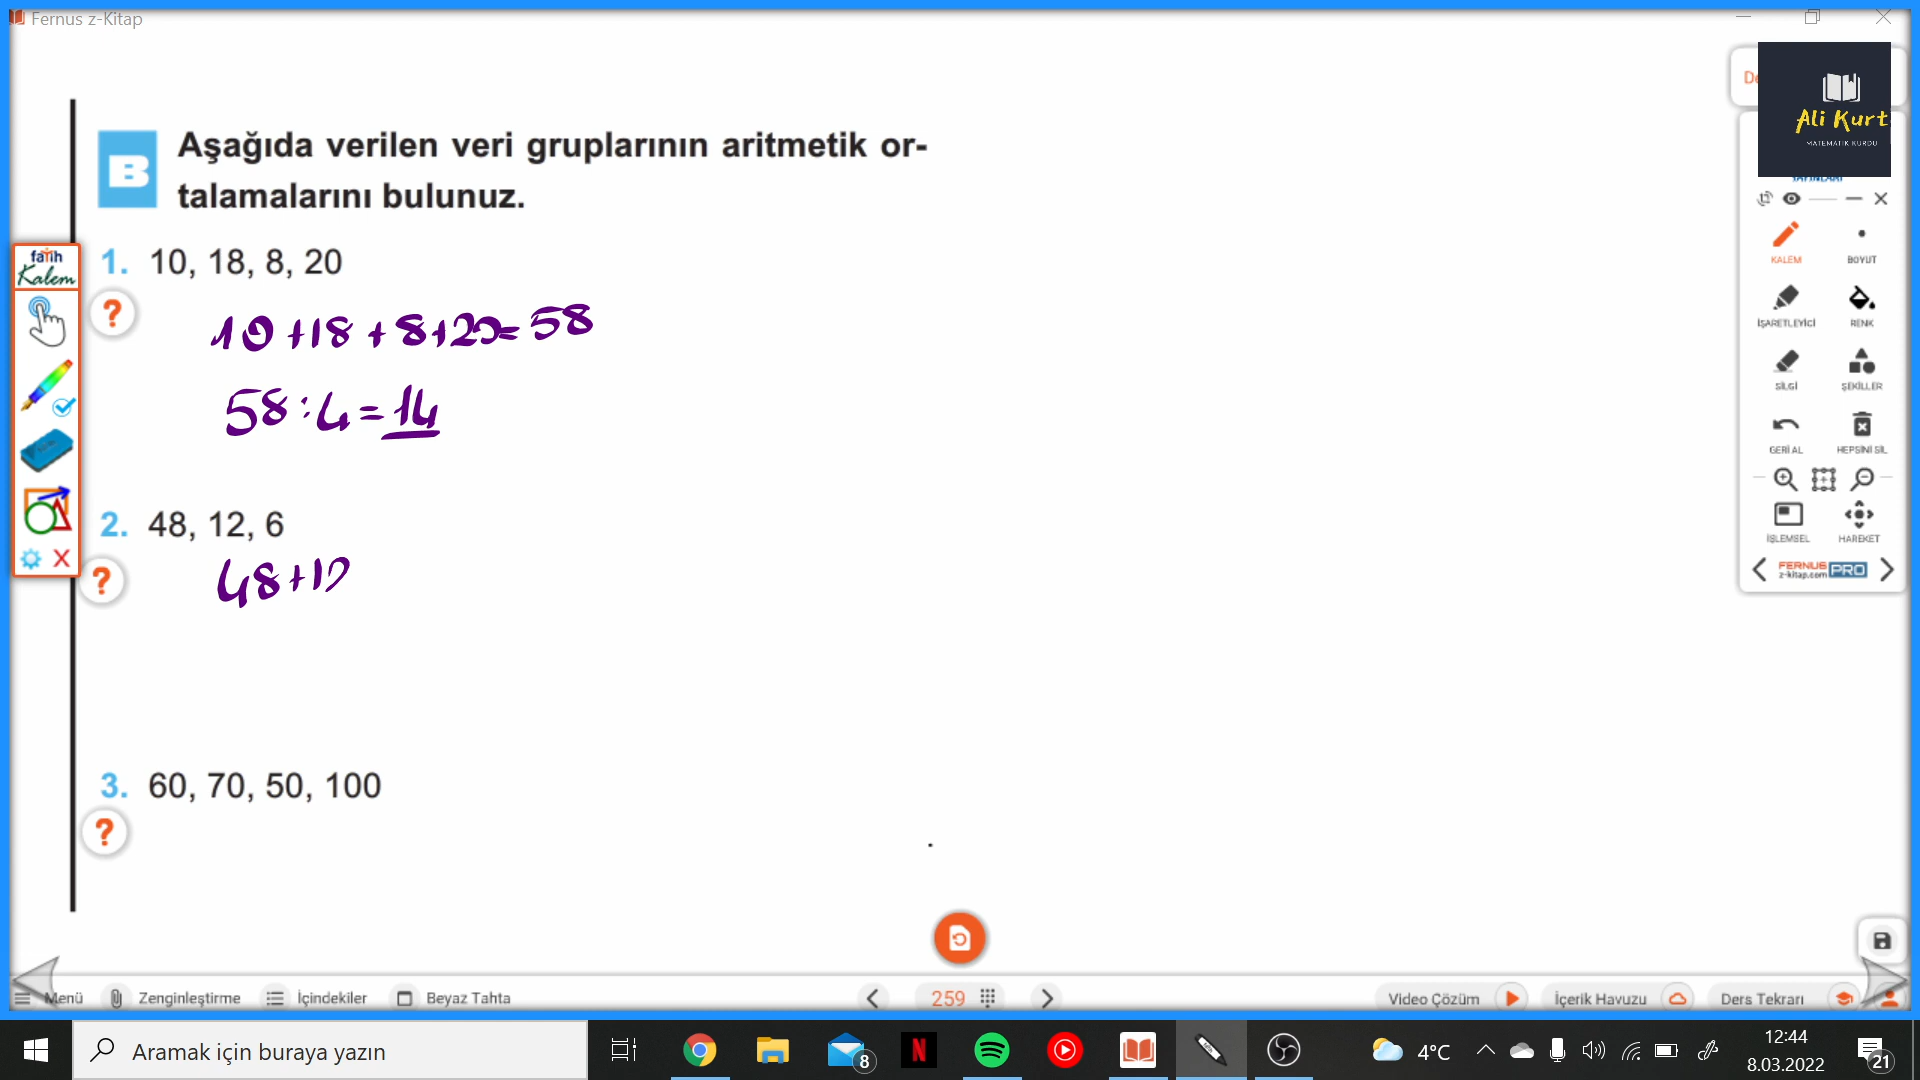 Fernus z-Kitap
Ali Kurt
MATEMATİK KURDU
B
Aşağıda verilen veri gruplarının aritmetik or-
talamalarını bulunuz.
fatih
Kalem
1. 10, 18, 8, 20
?
10+18+8+20=58
58:4=14
2. 48, 12, 6
?
48+12
3. 60, 70, 50, 100
?
KALEM
BOYUT
İŞARETLEYİCİ
RENK
SİLGİ
ŞEKİLLER
GERİ AL
HEPSİNİ SİL
İŞLEMSEL
HAREKET
FERNUS
z-kitap.com
PRO
Menü
Zenginleştirme
İçindekiler
Beyaz Tahta
259
Video Çözüm
İçerik Havuzu
Ders Tekrarı
Aramak için buraya yazın
8
4°C
12:44
8.03.2022
21